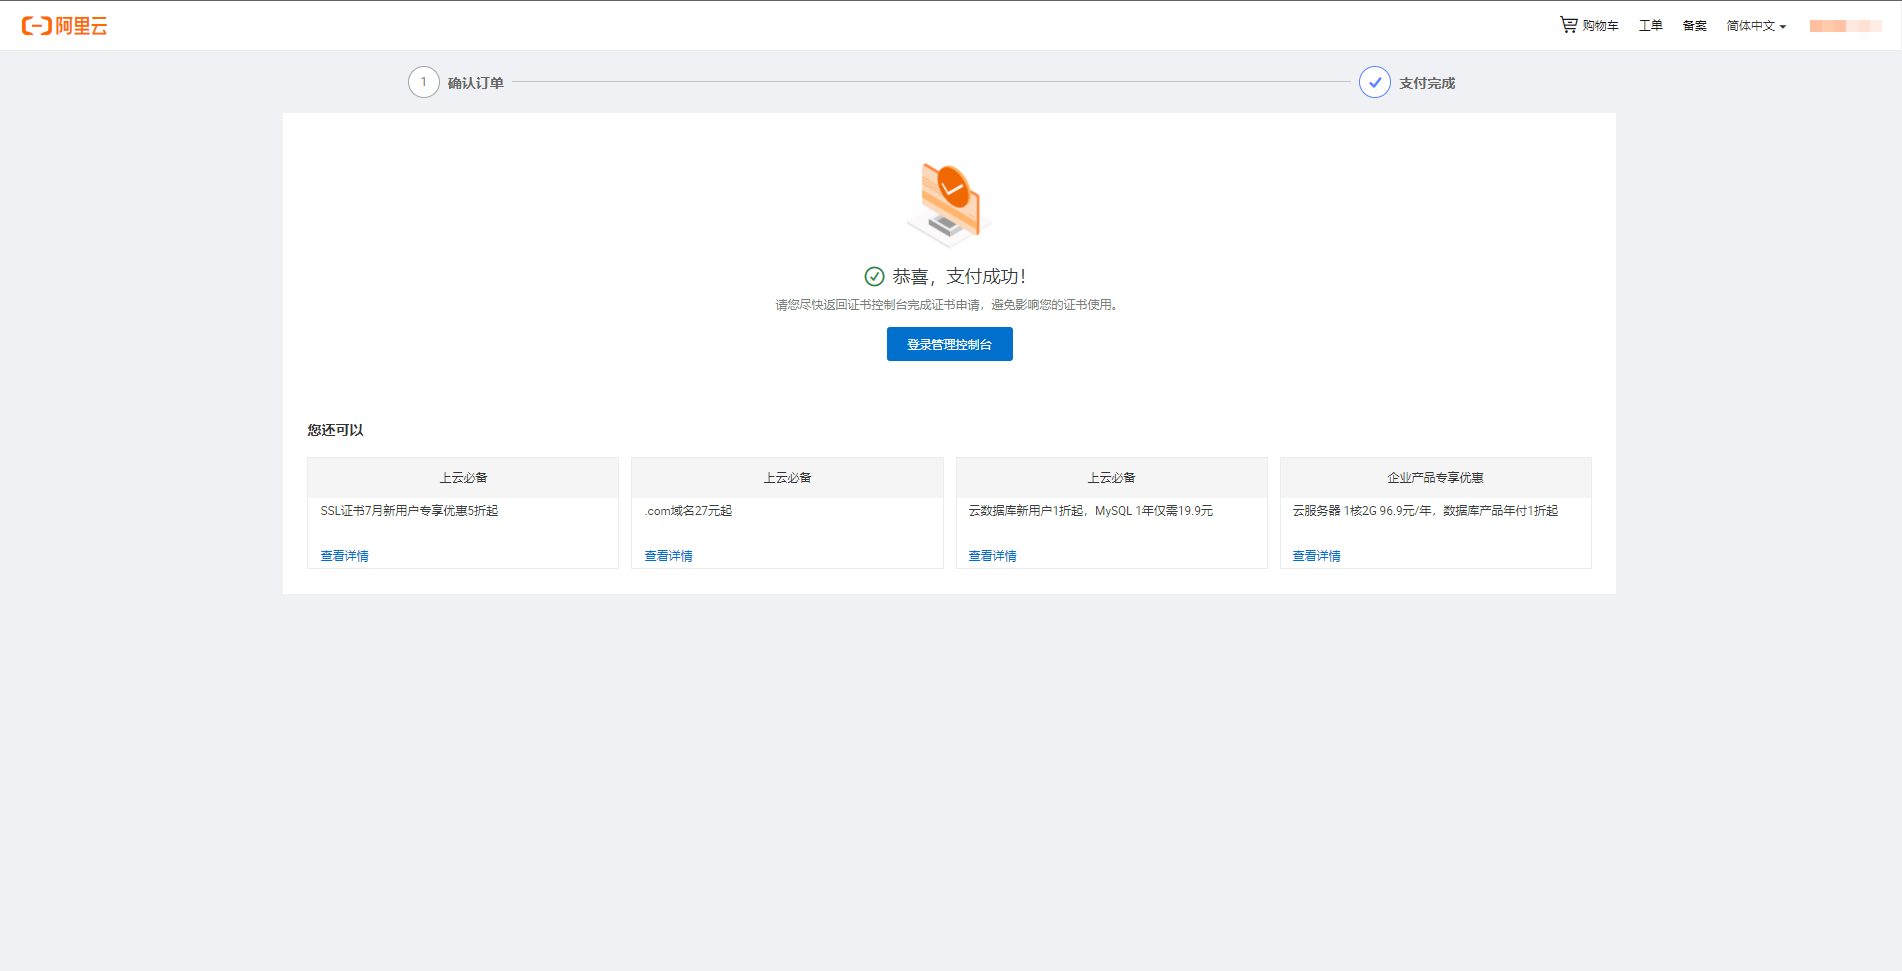 阿里云
购物车 工单 备案 简体中文
1 确认订单 支付完成
恭喜，支付成功！
请您尽快返回证书控制台完成证书申请，避免影响您的证书使用。
登录管理控制台
您还可以
上云必备
SSL证书7月新用户专享优惠5折起
查看详情
上云必备
.com域名27元起
查看详情
上云必备
云数据库新用户1折起，MySQL 1年仅需19.9元
查看详情
企业产品专享优惠
云服务器 1核2G 96.9元/年，数据库产品年付1折起
查看详情